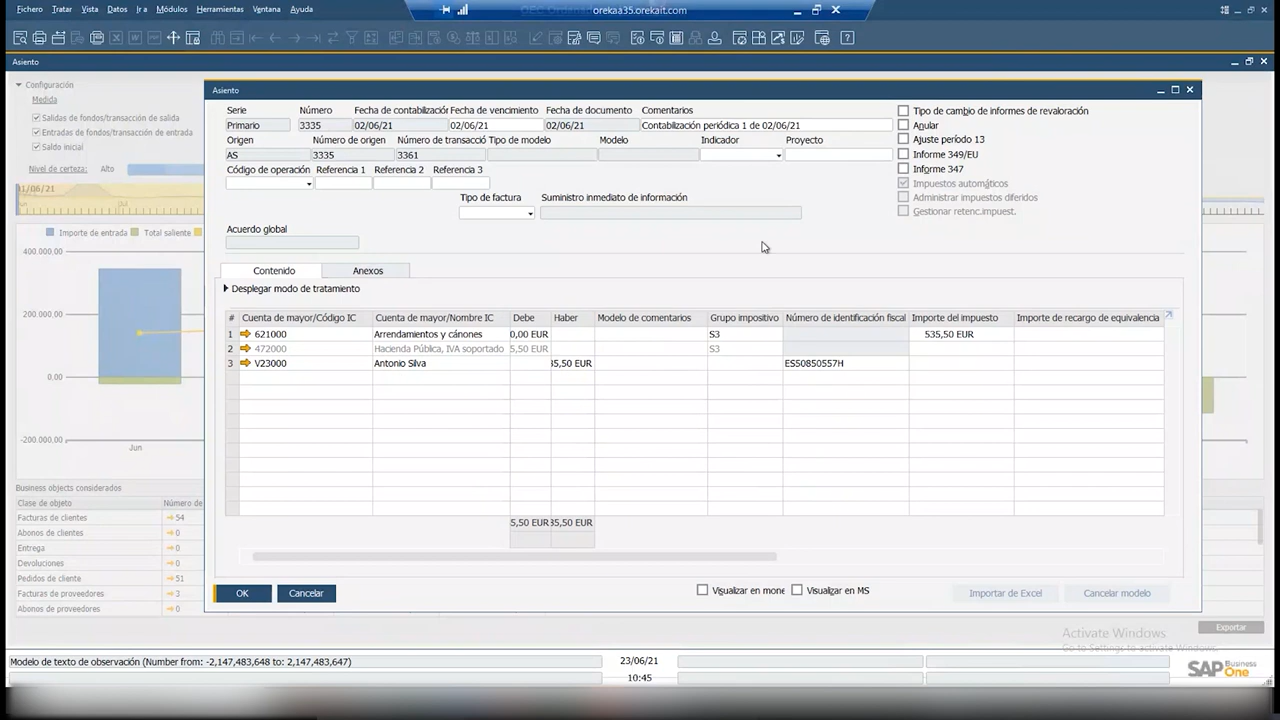 Fichero Tratar Vista Datos Ir a Módulos Herramientas Ventana Ayuda
orekaa35.orekait.com
Asiento
Configuración
Medida
Salidas de fondos/transacción de salida
Entradas de fondos/transacción de entrada
Saldo inicial
Nivel de certeza: Alto
Importe de entrada Total saliente
400.000,00
200.000,00
0,00
-200.000,00
Jun
Business objects considerados
Clase de objeto Número de
Facturas de clientes 54
Abonos de clientes 0
Entrega 0
Devoluciones 0
Pedidos de cliente 51
Facturas de proveedores 3
Abonos de proveedores 0
Asiento
Serie Número Fecha de contabilización Fecha de vencimiento Fecha de documento Comentarios
Primario 3335 02/06/21 02/06/21 02/06/21 Contabilización periódica 1 de 02/06/21
Origen Número de origen Número de transacció Tipo de modelo Modelo Indicador Proyecto
AS 3335 3361
Código de operación Referencia 1 Referencia 2 Referencia 3
Tipo de factura Suministro inmediato de información
Acuerdo global
Tipo de cambio de informes de revaloración
Anular
Ajuste período 13
Informe 349/EU
Informe 347
Impuestos automáticos
Administrar impuestos diferidos
Gestionar retenc.impuest.
Contenido Anexos
Desplegar modo de tratamiento
# Cuenta de mayor/Código IC Cuenta de mayor/Nombre IC Debe Haber Modelo de comentarios Grupo impositivo Número de identificación fiscal Importe del impuesto Importe de recargo de equivalencia
1 621000 Arrendamientos y cánones 0,00 EUR S3 535,50 EUR
2 472000 Hacienda Pública, IVA soportado 5,50 EUR S3
3 V23000 Antonio Silva 35,50 EUR ES50850557H
5,50 EUR 35,50 EUR
OK Cancelar Visualizar en mone Visualizar en MS Importar de Excel Cancelar modelo
Exportar
Activate Windows
Go to Settings to activate Windows.
Modelo de texto de observación (Number from: -2,147,483,648 to: 2,147,483,647)
23/06/21
10:45
SAP Business One